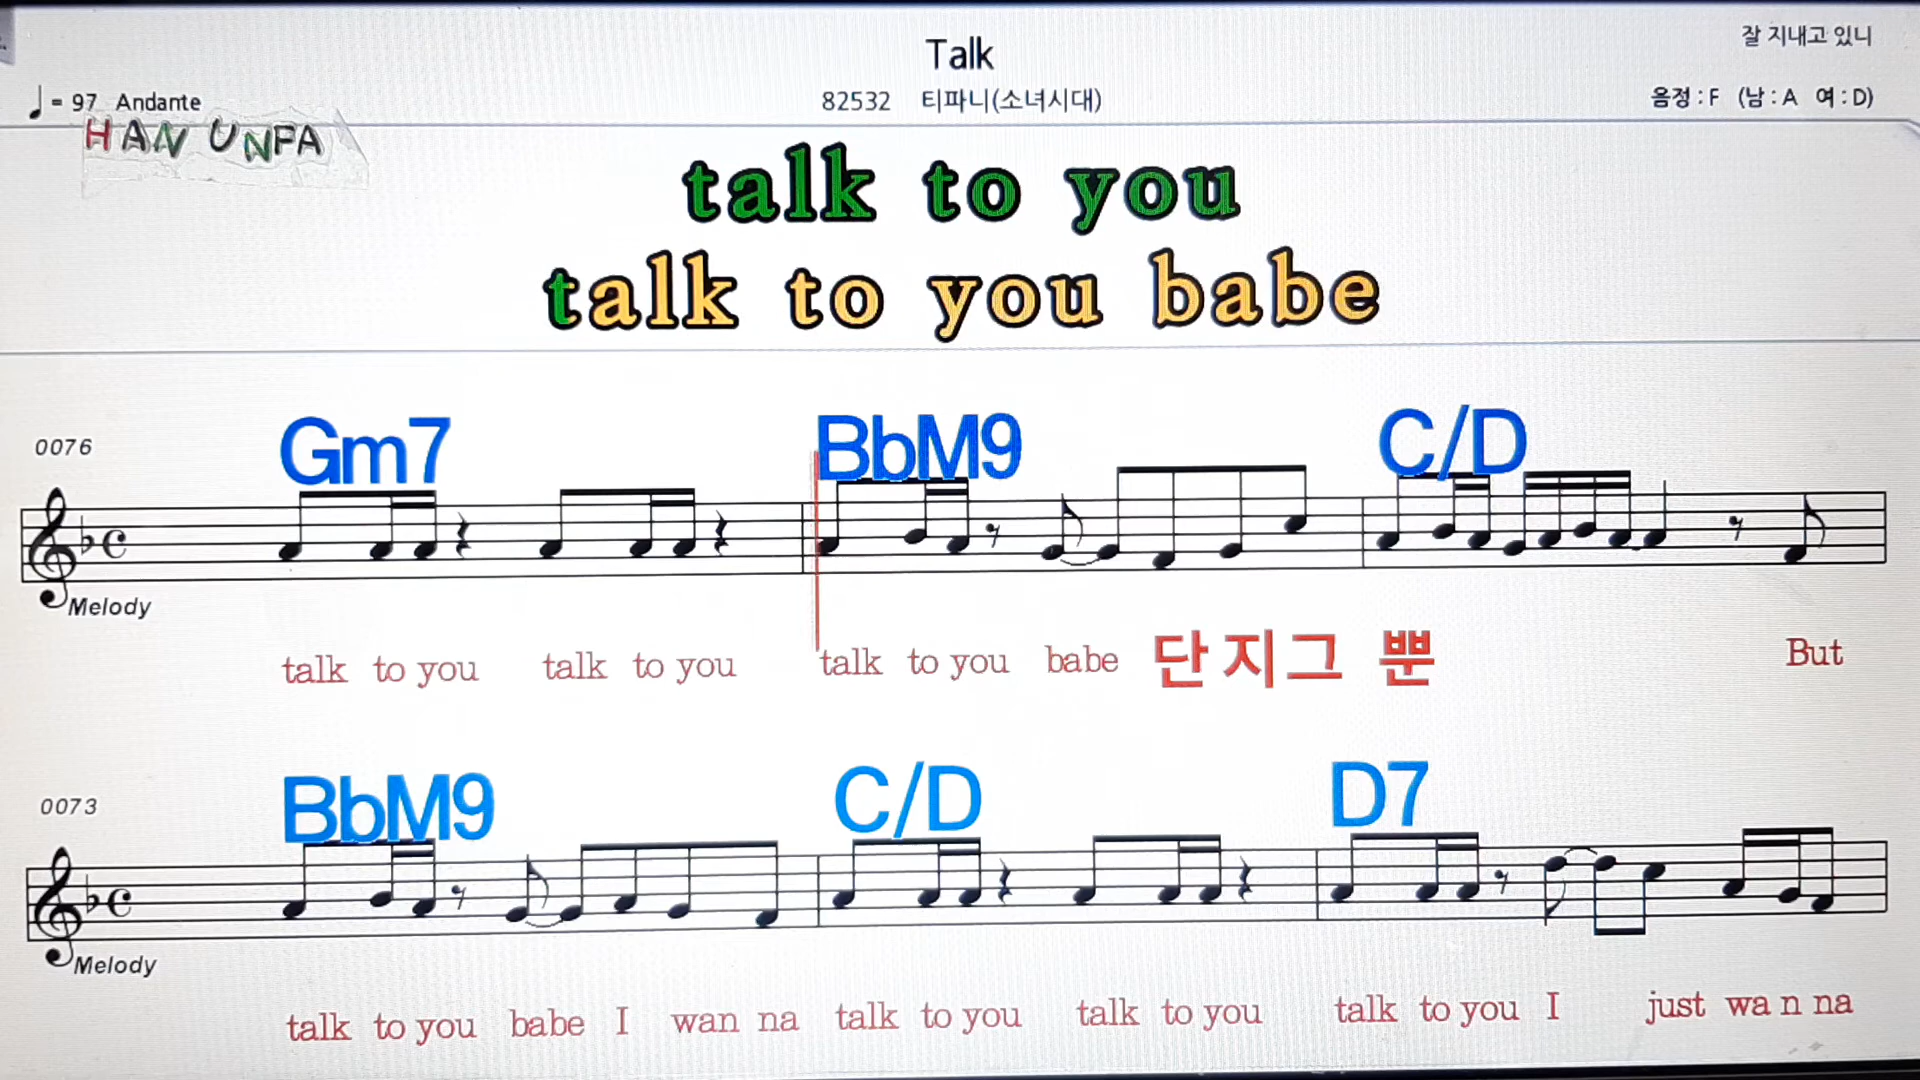 Talk
잘 지내고 있니
♩= 97 Andante
82532 티파니(소녀시대)
음정 : F (남 : A 여 : D)
HAN UNPA
talk to you
talk to you babe
0076
Gm7 BbM9 C/D
Melody
talk to you talk to you talk to you babe 단 지 그 뿐 But
0073
BbM9 C/D D7
Melody
talk to you babe I wan na talk to you talk to you talk to you I just wa n na